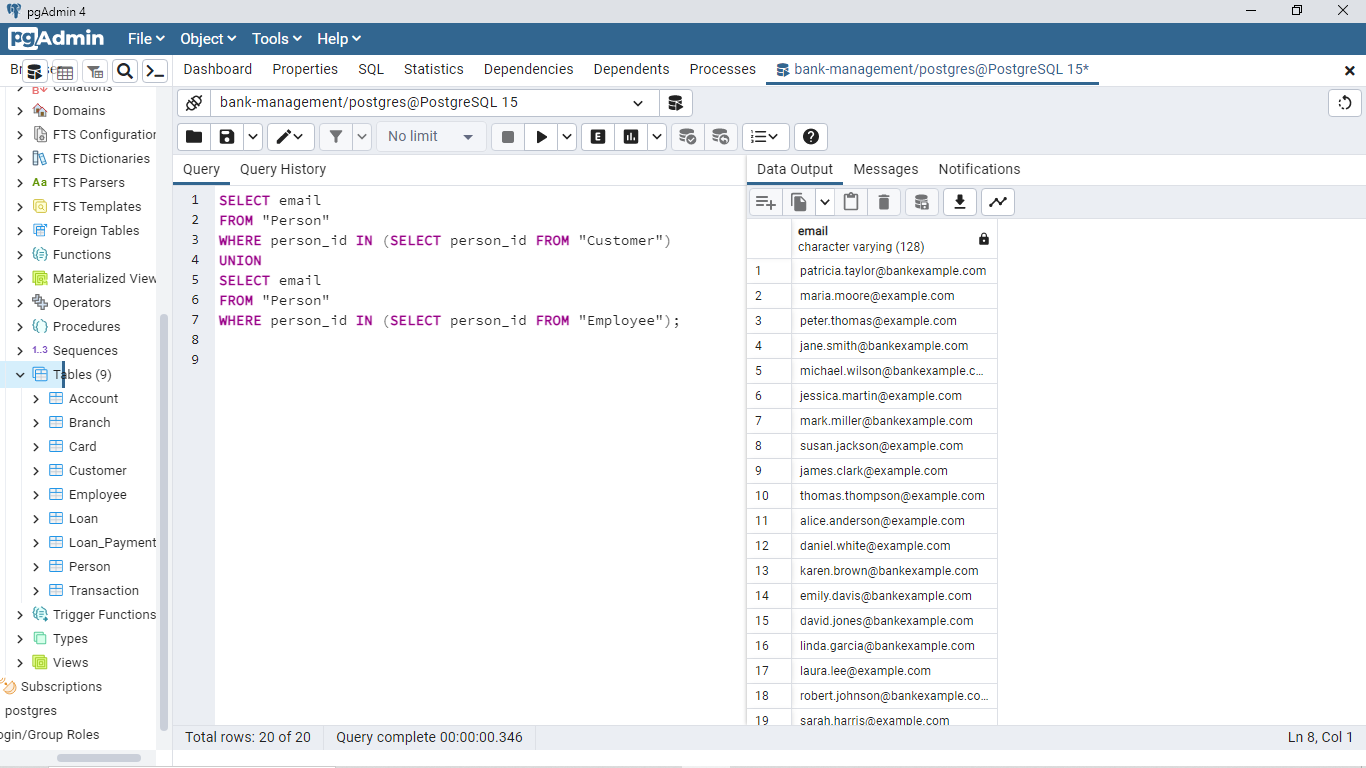 pgAdmin 4
pgAdmin File Object Tools Help
Dashboard Properties SQL Statistics Dependencies Dependents Processes bank-management/postgres@PostgreSQL 15*
bank-management/postgres@PostgreSQL 15
No limit
E
Query Query History
Data Output Messages Notifications
Collations
Domains
FTS Configuration
FTS Dictionaries
Aa FTS Parsers
FTS Templates
Foreign Tables
Functions
Materialized View
Operators
Procedures
1..3 Sequences
Tables (9)
Account
Branch
Card
Customer
Employee
Loan
Loan_Payment
Person
Transaction
Trigger Functions
Types
Views
Subscriptions
postgres
ogin/Group Roles
1 SELECT email
2 FROM "Person"
3 WHERE person_id IN (SELECT person_id FROM "Customer")
4 UNION
5 SELECT email
6 FROM "Person"
7 WHERE person_id IN (SELECT person_id FROM "Employee");
8
9
email
character varying (128)
1 patricia.taylor@bankexample.com
2 maria.moore@example.com
3 peter.thomas@example.com
4 jane.smith@bankexample.com
5 michael.wilson@bankexample.c...
6 jessica.martin@example.com
7 mark.miller@bankexample.com
8 susan.jackson@example.com
9 james.clark@example.com
10 thomas.thompson@example.com
11 alice.anderson@example.com
12 daniel.white@example.com
13 karen.brown@bankexample.com
14 emily.davis@bankexample.com
15 david.jones@bankexample.com
16 linda.garcia@bankexample.com
17 laura.lee@example.com
18 robert.johnson@bankexample.co...
19 sarah.harris@example.com
Total rows: 20 of 20 Query complete 00:00:00.346 Ln 8, Col 1